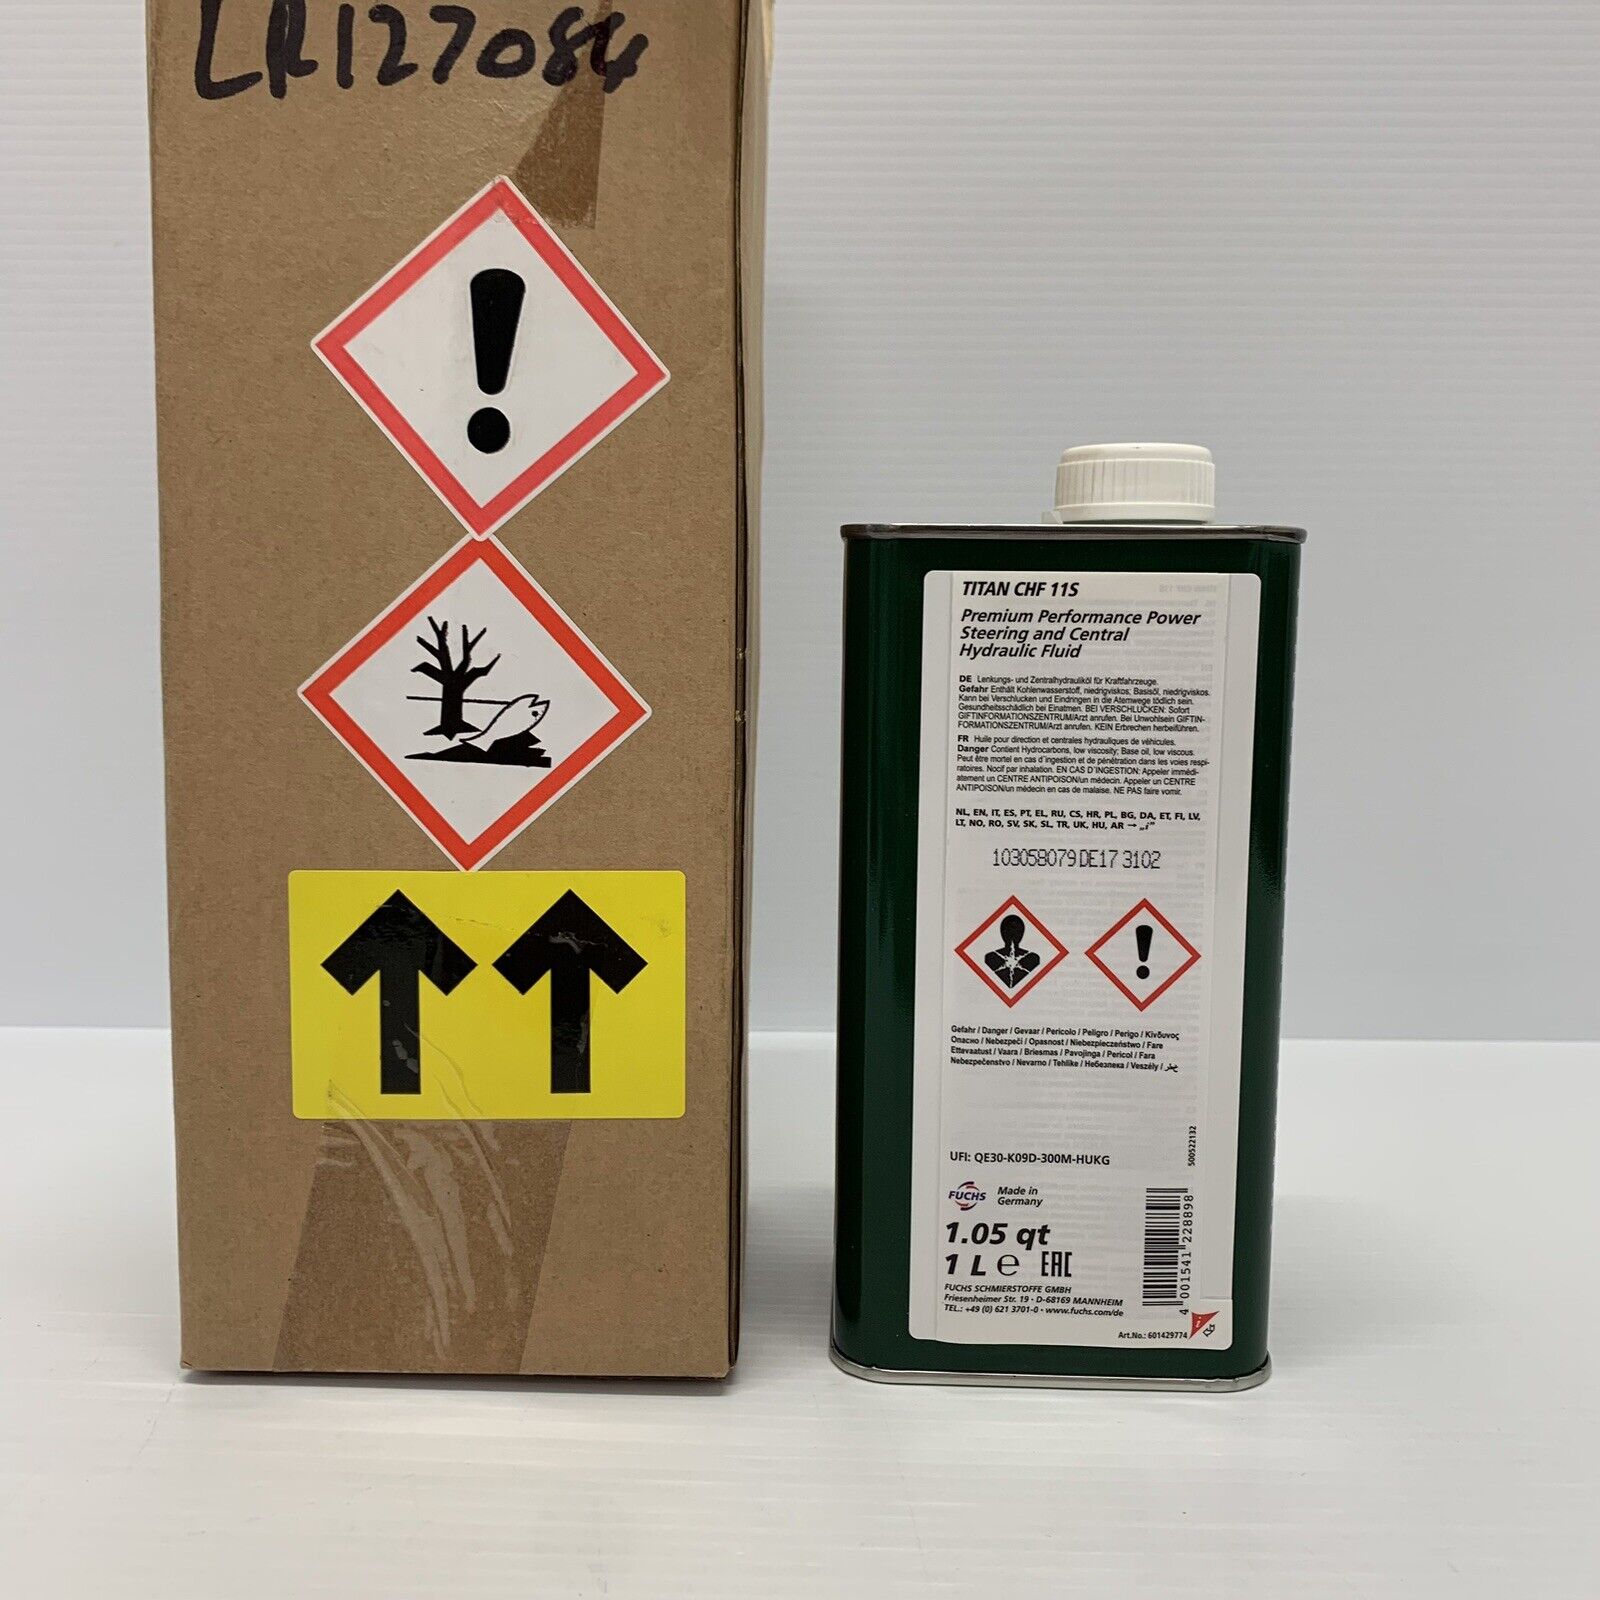 LR127084
TITAN CHF 11S
Premium Performance Power
Steering and Central
Hydraulic Fluid
DE Lenkungs- und Zentralhydrauliköl für Kraftfahrzeuge.
Gefahr Enthält Kohlenwasserstoff, niedrigviskos; Basisöl, niedrigviskos.
Kann bei Verschlucken und Eindringen in die Atemwege tödlich sein.
Gesundheitsschädlich bei Einatmen. BEI VERSCHLUCKEN: Sofort
GIFTINFORMATIONSZENTRUM/Arzt anrufen. Bei Unwohlsein GIFTIN-
FORMATIONSZENTRUM/Arzt anrufen. KEIN Erbrechen herbeiführen.
FR Huile pour direction et centrales hydrauliques de véhicules.
Danger Contient Hydrocarbons, low viscosity; Base oil, low viscous.
Peut être mortel en cas d'ingestion et de pénétration dans les voies respi-
ratoires. Nocif par inhalation. EN CAS D'INGESTION: Appeler immédi-
atement un CENTRE ANTIPOISON/un médecin. Appeler un CENTRE
ANTIPOISON/un médecin en cas de malaise. NE PAS faire vomir.
NL, EN, IT, ES, PT, EL, RU, CS, HR, PL, BG, DA, ET, FI, LV,
LT, NO, RO, SV, SK, SL, TR, UK, HU, AR → „i"
103058079 DE17 3102
Gefahr / Danger / Gevaar / Pericolo / Peligro / Perigo / Κίνδυνος
Опасно / Nebezpečí / Opasnost / Niebezpieczeństwo / Fare
Ettevaatust / Vaara / Briesmas / Pavojinga / Pericol / Fara
Nebezpečenstvo / Nevarno / Tehlike / Небезпека / Veszély / خطر
500522132
UFI: QE30-K09D-300M-HUKG
FUCHS
Made in
Germany
1.05 qt
1 L e EAC
FUCHS SCHMIERSTOFFE GMBH
Friesenheimer Str. 19 · D-68169 MANNHEIM
TEL.: +49 (0) 621 3701-0 · www.fuchs.com/de
4 001541 228898
Art.No.: 601429774
i